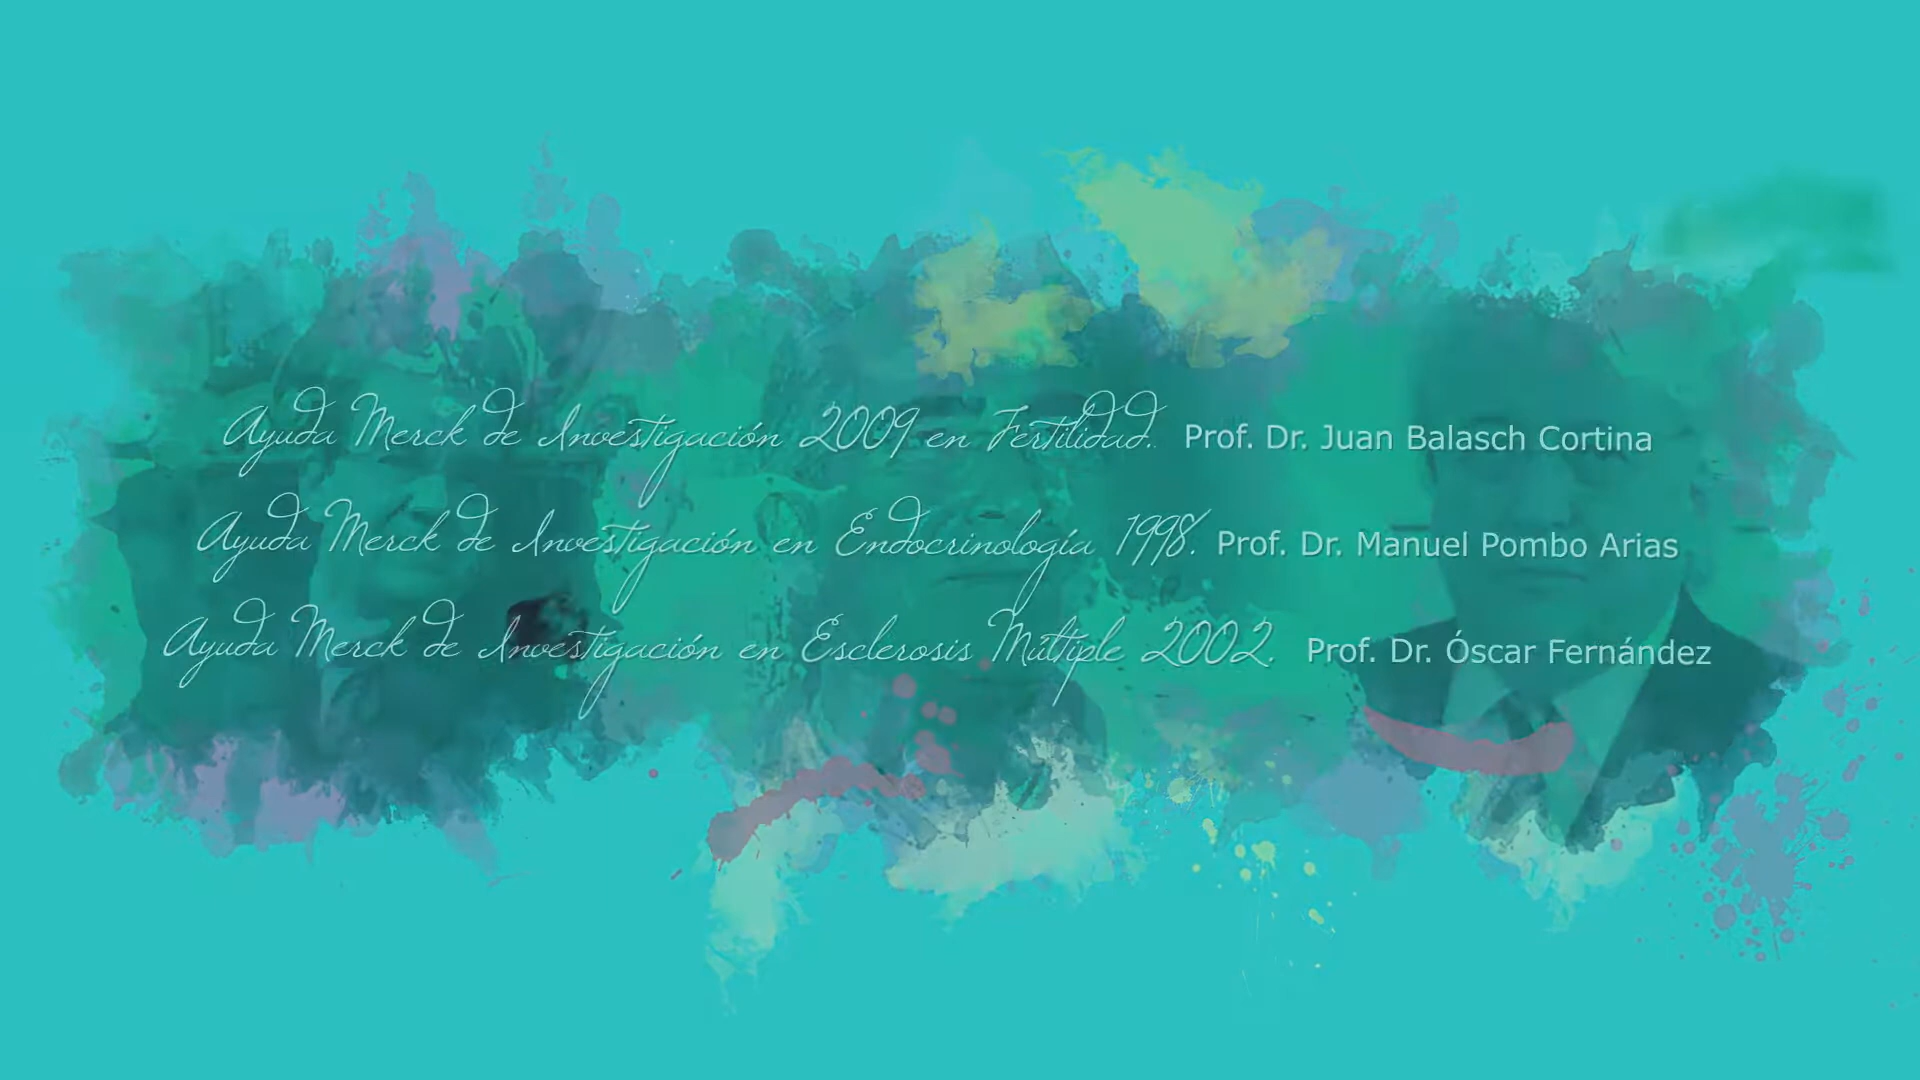 Ayuda Merck de Investigación 2009 en Fertilidad. Prof. Dr. Juan Balasch Cortina
Ayuda Merck de Investigación en Endocrinología 1998. Prof. Dr. Manuel Pombo Arias
Ayuda Merck de Investigación en Esclerosis Múltiple 2002. Prof. Dr. Óscar Fernández